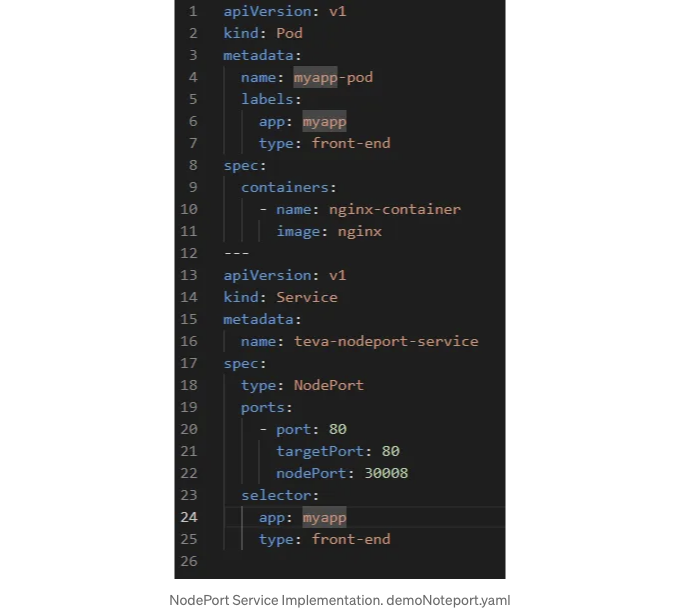 1 apiVersion: v1
2 kind: Pod
3 metadata:
4   name: myapp-pod
5   labels:
6     app: myapp
7     type: front-end
8 spec:
9   containers:
10     - name: nginx-container
11       image: nginx
12 ---
13 apiVersion: v1
14 kind: Service
15 metadata:
16   name: teva-nodeport-service
17 spec:
18   type: NodePort
19   ports:
20     - port: 80
21       targetPort: 80
22       nodePort: 30008
23   selector:
24     app: myapp
25     type: front-end
26
NodePort Service Implementation. demoNoteport.yaml